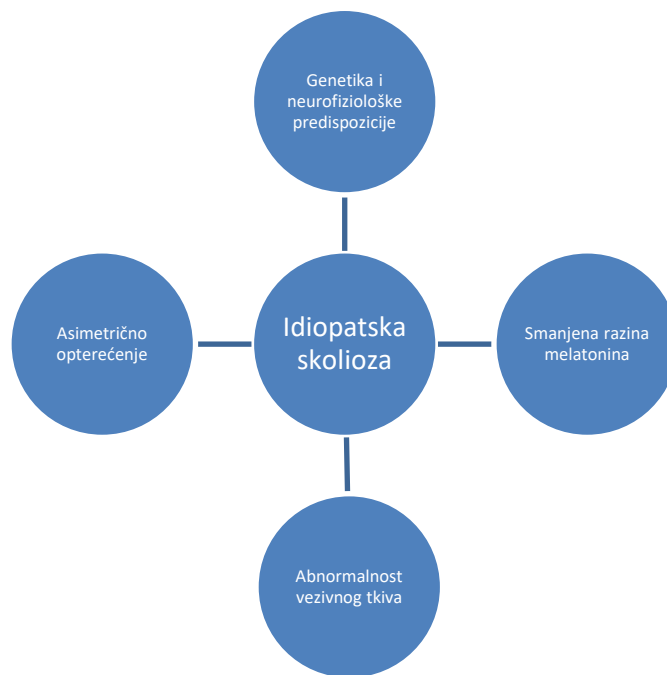 Genetika i
neurofiziološke
predispozicije
Asimetrično
opterećenje
Idiopatska
skolioza
Smanjena razina
melatonina
Abnormalnost
vezivnog tkiva